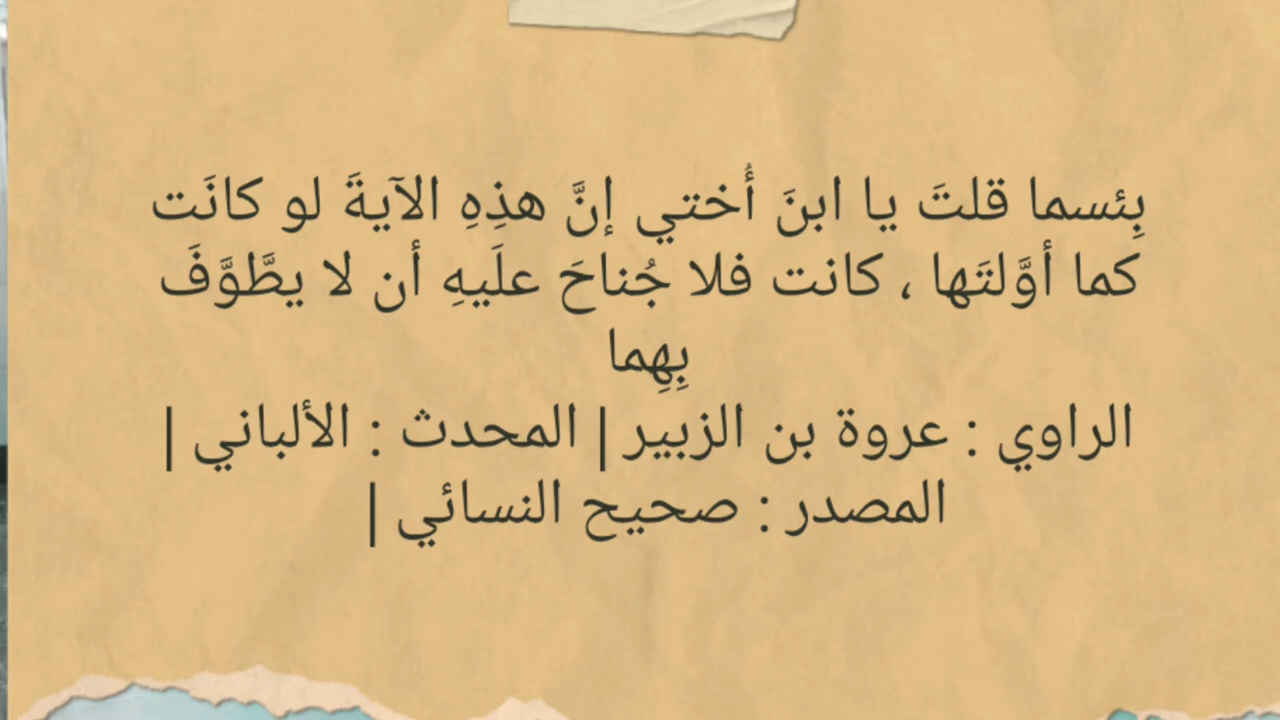 بِئسما قلتَ يا ابنَ أُختي إنَّ هذِهِ الآيةَ لو كانَت
كما أوَّلتَها ، كانت فلا جُناحَ علَيهِ أن لا يطَّوَّفَ
بِهِما
الراوي : عروة بن الزبير | المحدث : الألباني |
المصدر : صحيح النسائي |